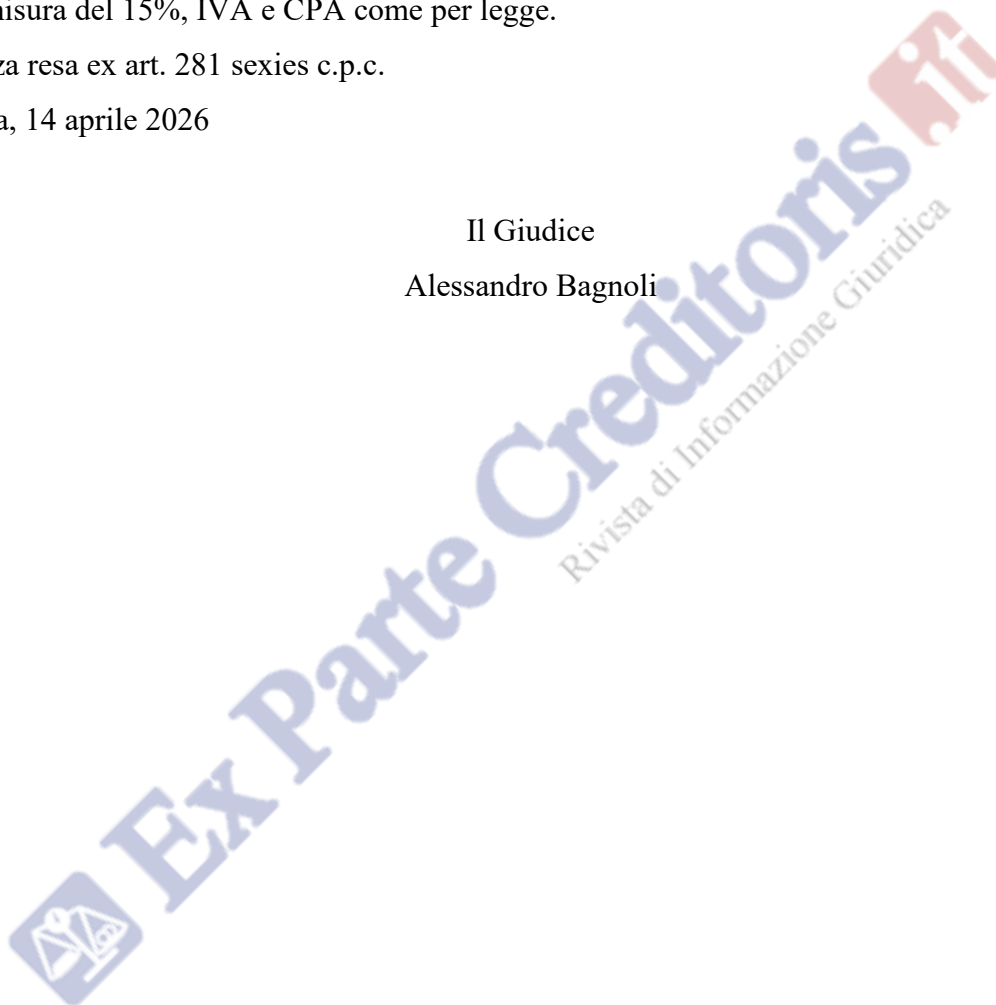 misura del 15%, IVA e CPA come per legge.
za resa ex art. 281 sexies c.p.c.
a, 14 aprile 2026
Il Giudice
Alessandro Bagnoli
Ex Parte Creditoris.it
Rivista di Informazione Giuridica